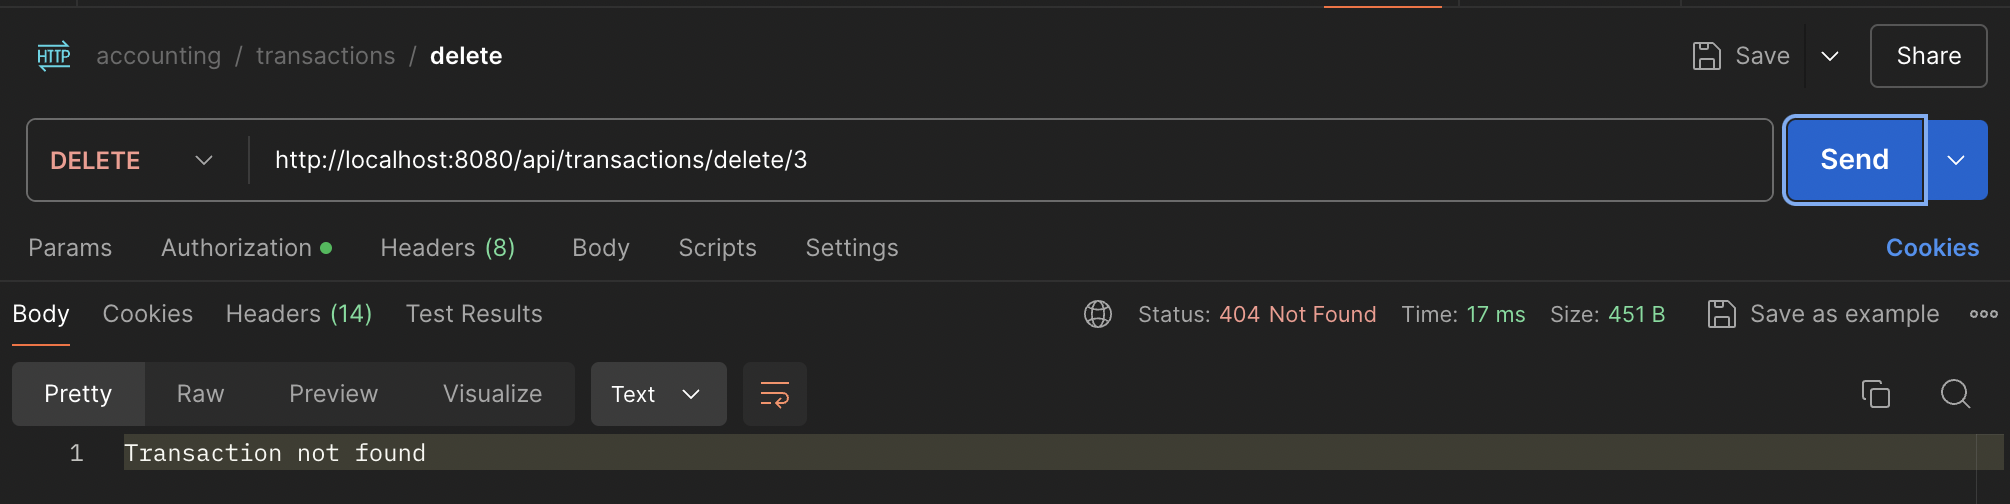 HTTP accounting / transactions / delete Save Share
DELETE http://localhost:8080/api/transactions/delete/3 Send
Params Authorization Headers (8) Body Scripts Settings Cookies
Body Cookies Headers (14) Test Results Status: 404 Not Found Time: 17 ms Size: 451 B Save as example
Pretty Raw Preview Visualize Text
1 Transaction not found